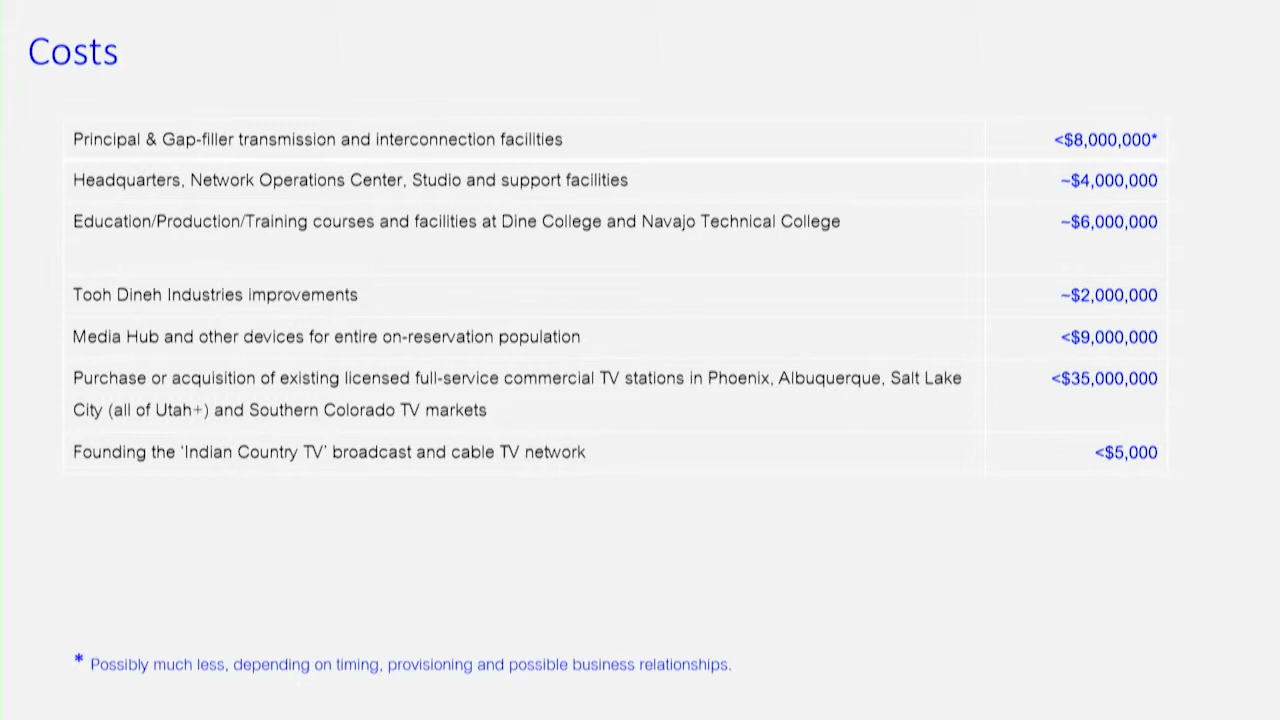 Costs
Principal & Gap-filler transmission and interconnection facilities <$8,000,000*
Headquarters, Network Operations Center, Studio and support facilities ~$4,000,000
Education/Production/Training courses and facilities at Dine College and Navajo Technical College ~$6,000,000
Tooh Dineh Industries improvements ~$2,000,000
Media Hub and other devices for entire on-reservation population <$9,000,000
Purchase or acquisition of existing licensed full-service commercial TV stations in Phoenix, Albuquerque, Salt Lake <$35,000,000
City (all of Utah+) and Southern Colorado TV markets
Founding the ‘Indian Country TV’ broadcast and cable TV network <$5,000
* Possibly much less, depending on timing, provisioning and possible business relationships.